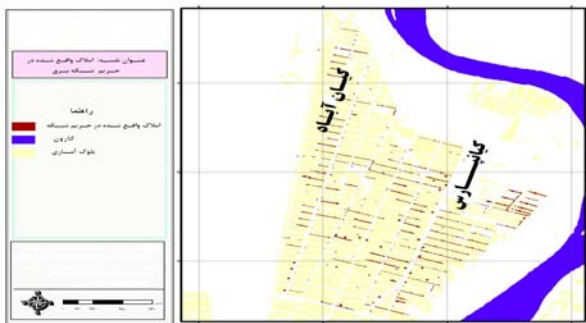 عنوان نقشه: املاک واقع شده در
حریم شبکه برق
راهنما
املاک واقع شده در حریم شبکه
کارون
بلوک آماری
کیان آباد
کیانپارس